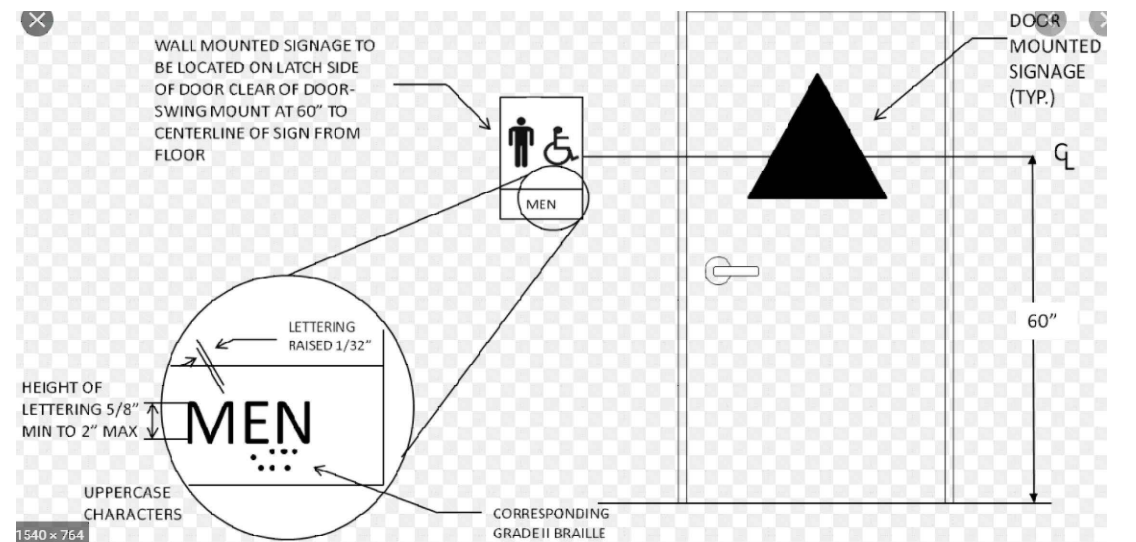 WALL MOUNTED SIGNAGE TO
BE LOCATED ON LATCH SIDE
OF DOOR CLEAR OF DOOR-
SWING MOUNT AT 60” TO
CENTERLINE OF SIGN FROM
FLOOR
DOOR
MOUNTED
SIGNAGE
(TYP.)
CL
MEN
60”
LETTERING
RAISED 1/32”
HEIGHT OF
LETTERING 5/8”
MIN TO 2” MAX
MEN
UPPERCASE
CHARACTERS
CORRESPONDING
GRADEII BRAILLE
1540 × 764